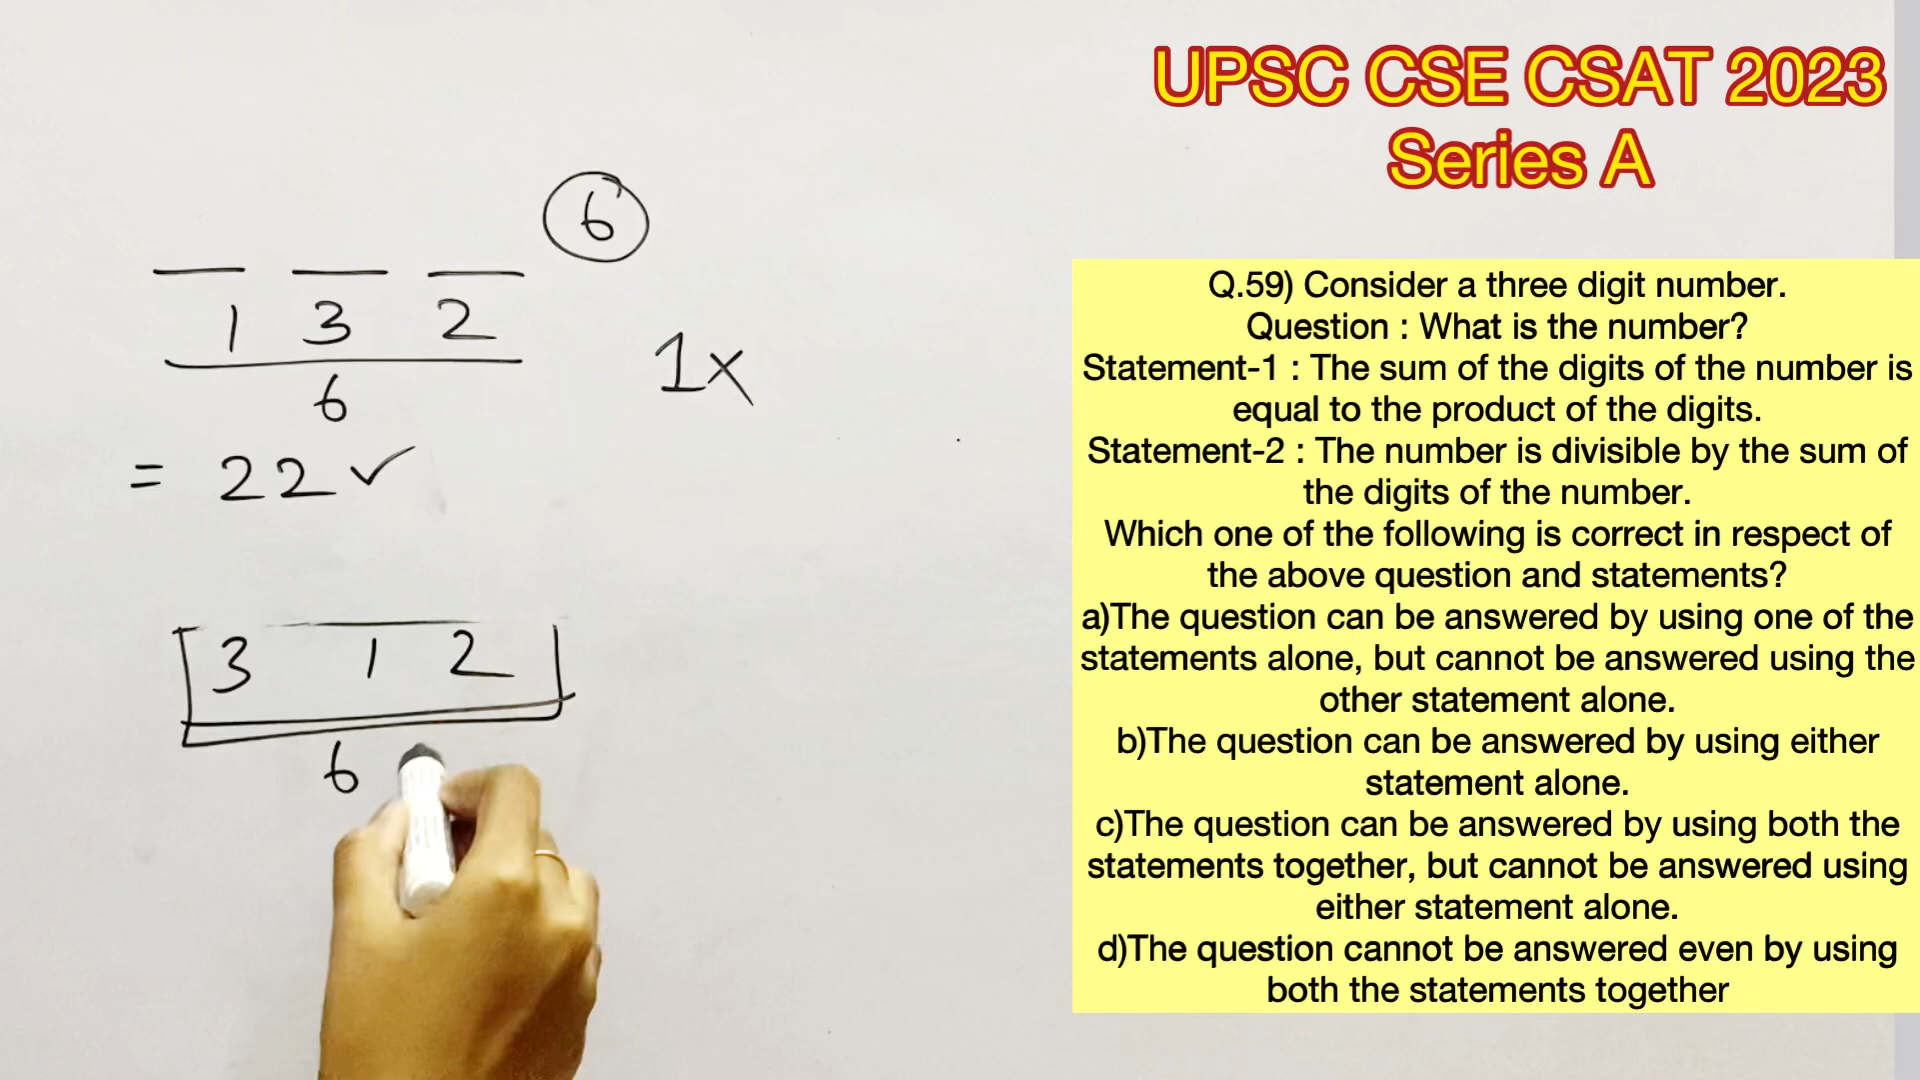 UPSC CSE CSAT 2023
Series A
6
1 3 2
6
1x
= 22 ✓
3 1 2
6
Q.59) Consider a three digit number.
Question : What is the number?
Statement-1 : The sum of the digits of the number is
equal to the product of the digits.
Statement-2 : The number is divisible by the sum of
the digits of the number.
Which one of the following is correct in respect of
the above question and statements?
a)The question can be answered by using one of the
statements alone, but cannot be answered using the
other statement alone.
b)The question can be answered by using either
statement alone.
c)The question can be answered by using both the
statements together, but cannot be answered using
either statement alone.
d)The question cannot be answered even by using
both the statements together